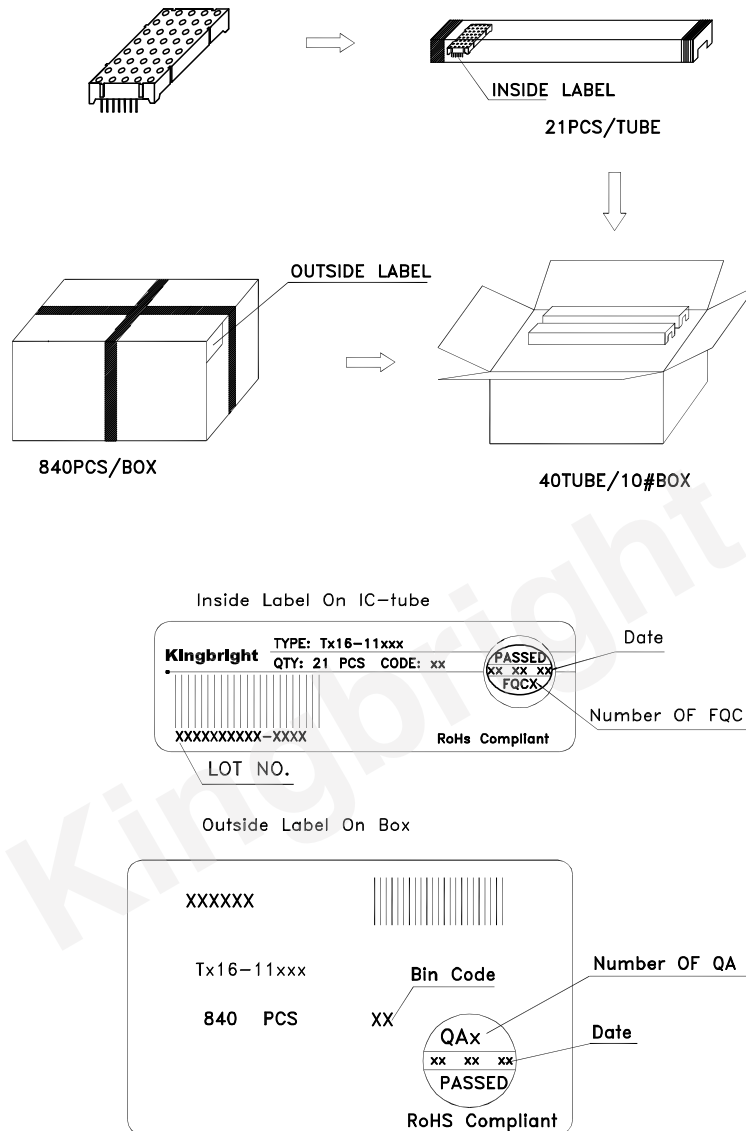 INSIDE LABEL
21PCS/TUBE
OUTSIDE LABEL
840PCS/BOX
40TUBE/10#BOX
Inside Label On IC-tube
Kingbright
TYPE: Tx16-11xxx
QTY: 21 PCS CODE: xx
PASSED
xx xx xx
FQCX
Date
Number OF FQC
XXXXXXXXXX-XXXX
RoHs Compliant
LOT NO.
Outside Label On Box
XXXXXX
Tx16-11xxx
Bin Code
Number OF QA
840 PCS
XX
QAx
xx xx xx
Date
PASSED
RoHS Compliant
Kingbright